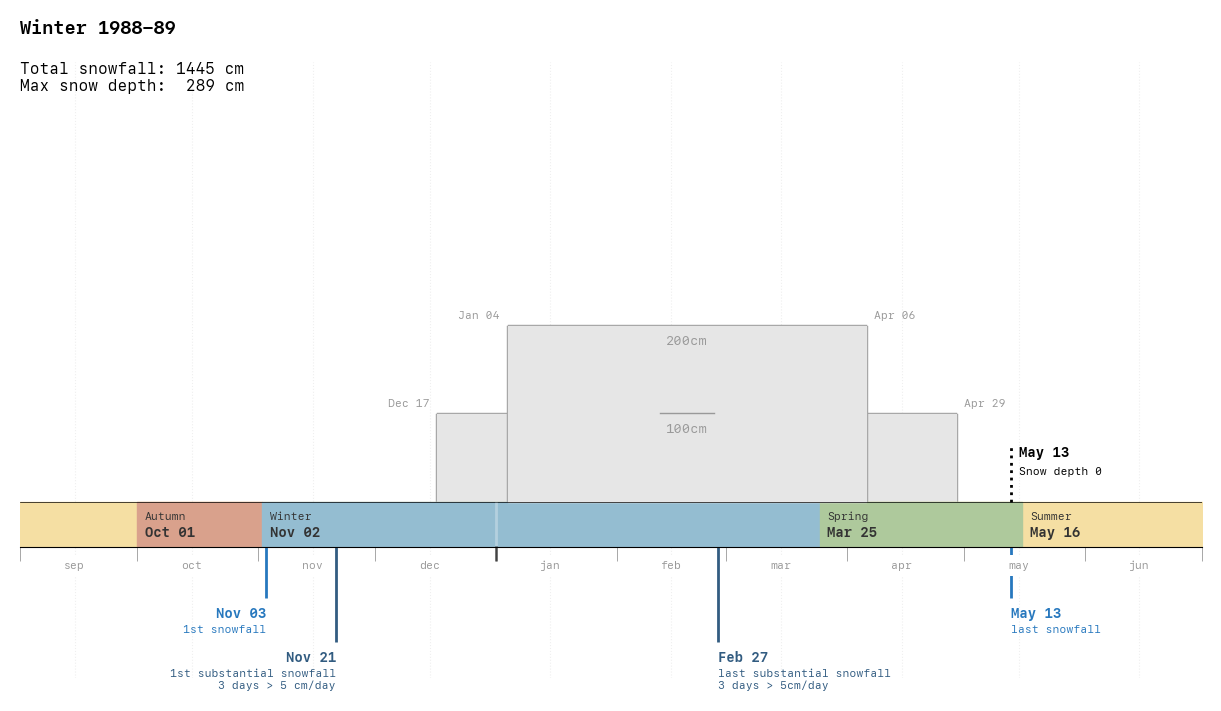 Winter 1988–89
Total snowfall: 1445 cm
Max snow depth:  289 cm
Jan 04
Apr 06
200cm
Dec 17
Apr 29
100cm
May 13
Snow depth 0
Autumn
Oct 01
Winter
Nov 02
Spring
Mar 25
Summer
May 16
sep oct nov dec jan feb mar apr may jun
Nov 03
1st snowfall
May 13
last snowfall
Nov 21
1st substantial snowfall
3 days > 5 cm/day
Feb 27
last substantial snowfall
3 days > 5cm/day